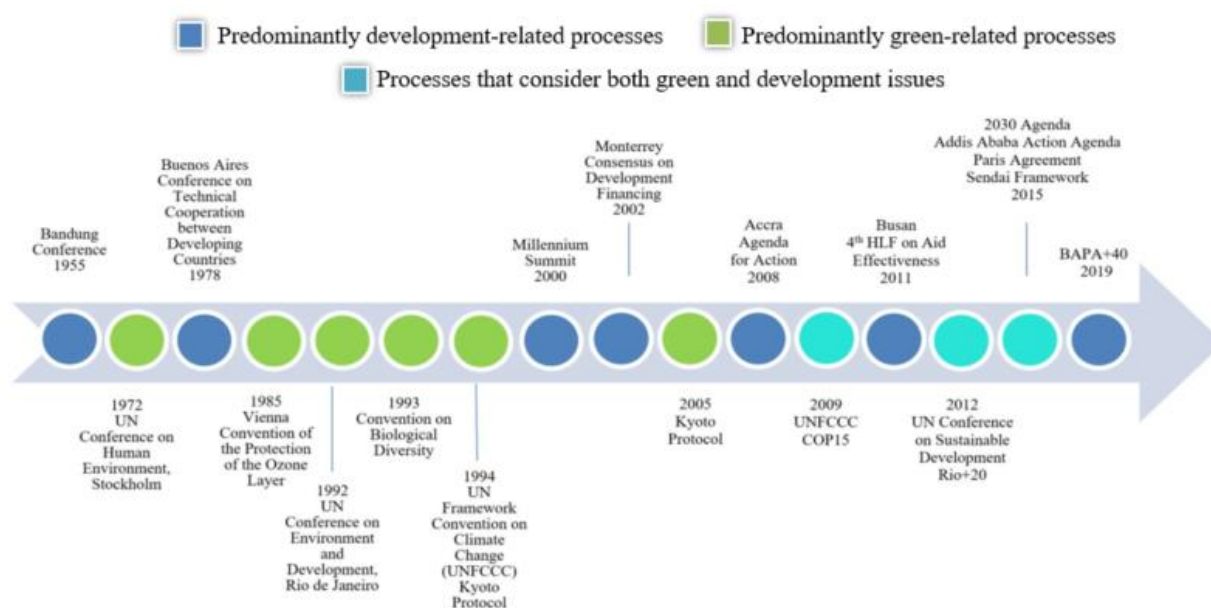 Predominantly development-related processes
Predominantly green-related processes
Processes that consider both green and development issues
Bandung
Conference
1955
Buenos Aires
Conference on
Technical
Cooperation
between
Developing
Countries
1978
Millennium
Summit
2000
Monterrey
Consensus on
Development
Financing
2002
Accra
Agenda
for Action
2008
Busan
4th HLF on Aid
Effectiveness
2011
2030 Agenda
Addis Ababa Action Agenda
Paris Agreement
Sendai Framework
2015
BAPA+40
2019
1972
UN
Conference on
Human
Environment,
Stockholm
1985
Vienna
Convention of
the Protection
of the Ozone
Layer
1992
UN
Conference on
Environment
and
Development,
Rio de Janeiro
1993
Convention on
Biological
Diversity
1994
UN
Framework
Convention on
Climate
Change
(UNFCCC)
Kyoto
Protocol
2005
Kyoto
Protocol
2009
UNFCCC
COP15
2012
UN Conference
on Sustainable
Development
Rio+20